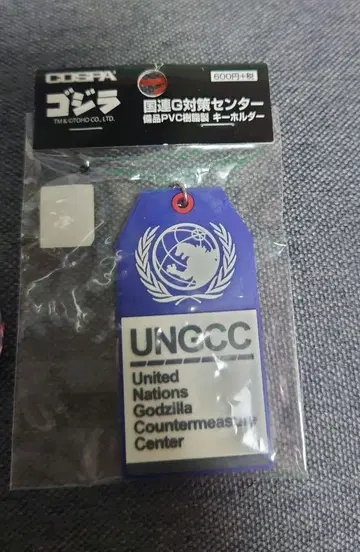 COSPA
600円+税
ゴジラ
TM & ©TOHO CO., LTD.
国連G対策センター
備品PVC樹脂製 キーホルダー
UNGCC
United
Nations
Godzilla
Countermeasure
Center